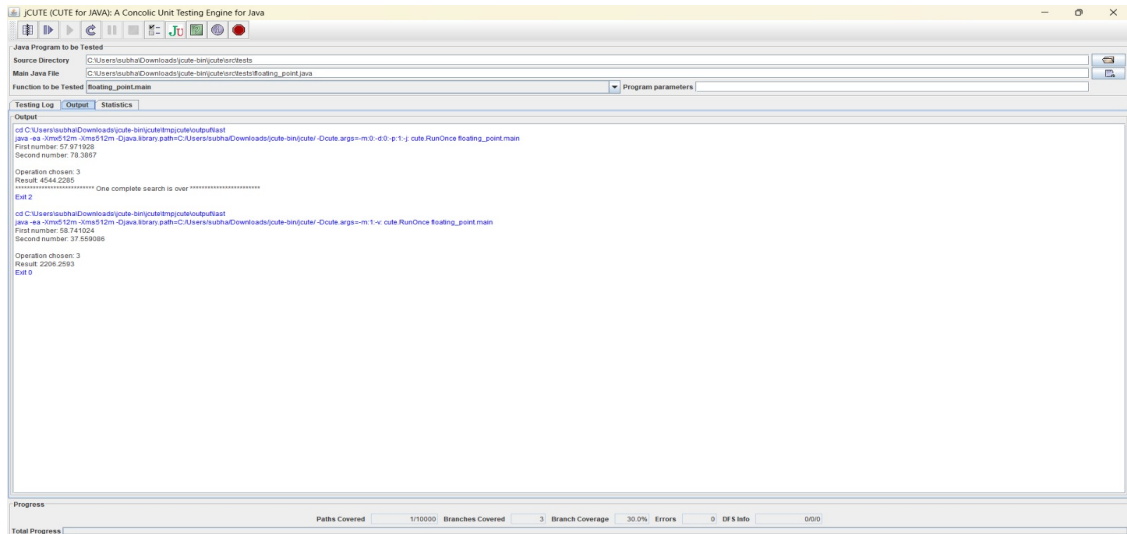 jCUTE (CUTE for JAVA): A Concolic Unit Testing Engine for Java
JU
Java Program to be Tested
Source Directory C:\Users\subha\Downloads\jcute-bin\jcute\src\tests
Main Java File C:\Users\subha\Downloads\jcute-bin\jcute\src\tests\floating_point.java
Function to be Tested floating_point.main Program parameters
Testing Log Output Statistics
Output
cd C:\Users\subha\Downloads\jcute-bin\jcute\tmpjcute\output\last
java -ea -Xmx512m -Xms512m -Djava.library.path=C:/Users/subha/Downloads/jcute-bin/jcute/ -Dcute.args=-m:0:-d:0:-p:1:-j: cute.RunOnce floating_point.main
First number: 57.971928
Second number: 78.3867
Operation chosen: 3
Result: 4544.2285
*************************** One complete search is over ************************
Exit 2
cd C:\Users\subha\Downloads\jcute-bin\jcute\tmpjcute\output\last
java -ea -Xmx512m -Xms512m -Djava.library.path=C:/Users/subha/Downloads/jcute-bin/jcute/ -Dcute.args=-m:1:-v: cute.RunOnce floating_point.main
First number: 58.741024
Second number: 37.559086
Operation chosen: 3
Result: 2206.2593
Exit 0
Progress
Paths Covered 1/10000 Branches Covered 3 Branch Coverage 30.0% Errors 0 DFS Info 0/0/0
Total Progress